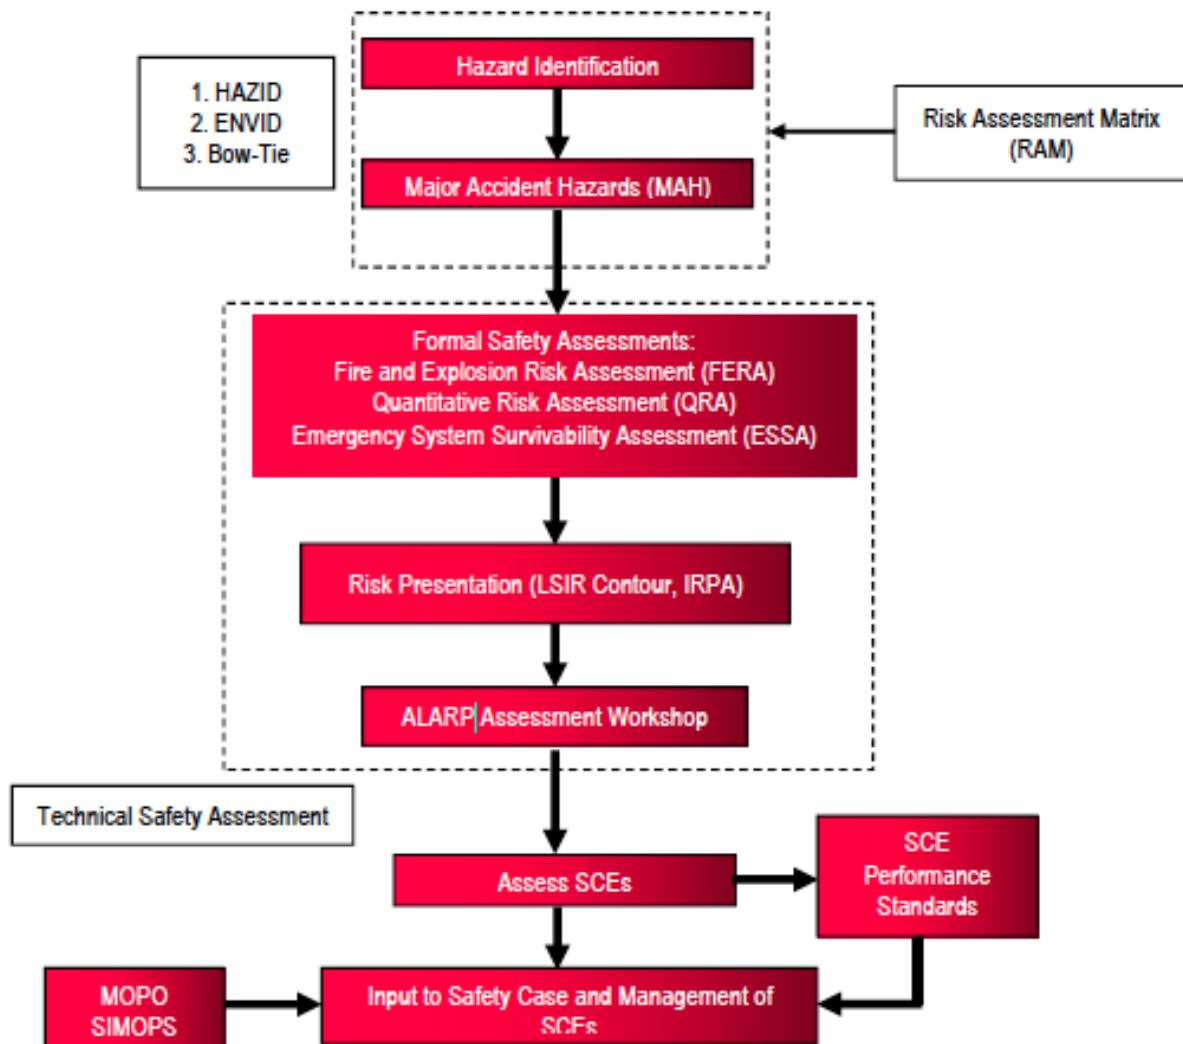 Hazard Identification
1. HAZID
2. ENVID
3. Bow-Tie
Risk Assessment Matrix
(RAM)
Major Accident Hazards (MAH)
Formal Safety Assessments:
Fire and Explosion Risk Assessment (FERA)
Quantitative Risk Assessment (QRA)
Emergency System Survivability Assessment (ESSA)
Risk Presentation (LSIR Contour, IRPA)
ALARP Assessment Workshop
Technical Safety Assessment
Assess SCEs
SCE
Performance
Standards
MOPO
SIMOPS
Input to Safety Case and Management of
SCEs